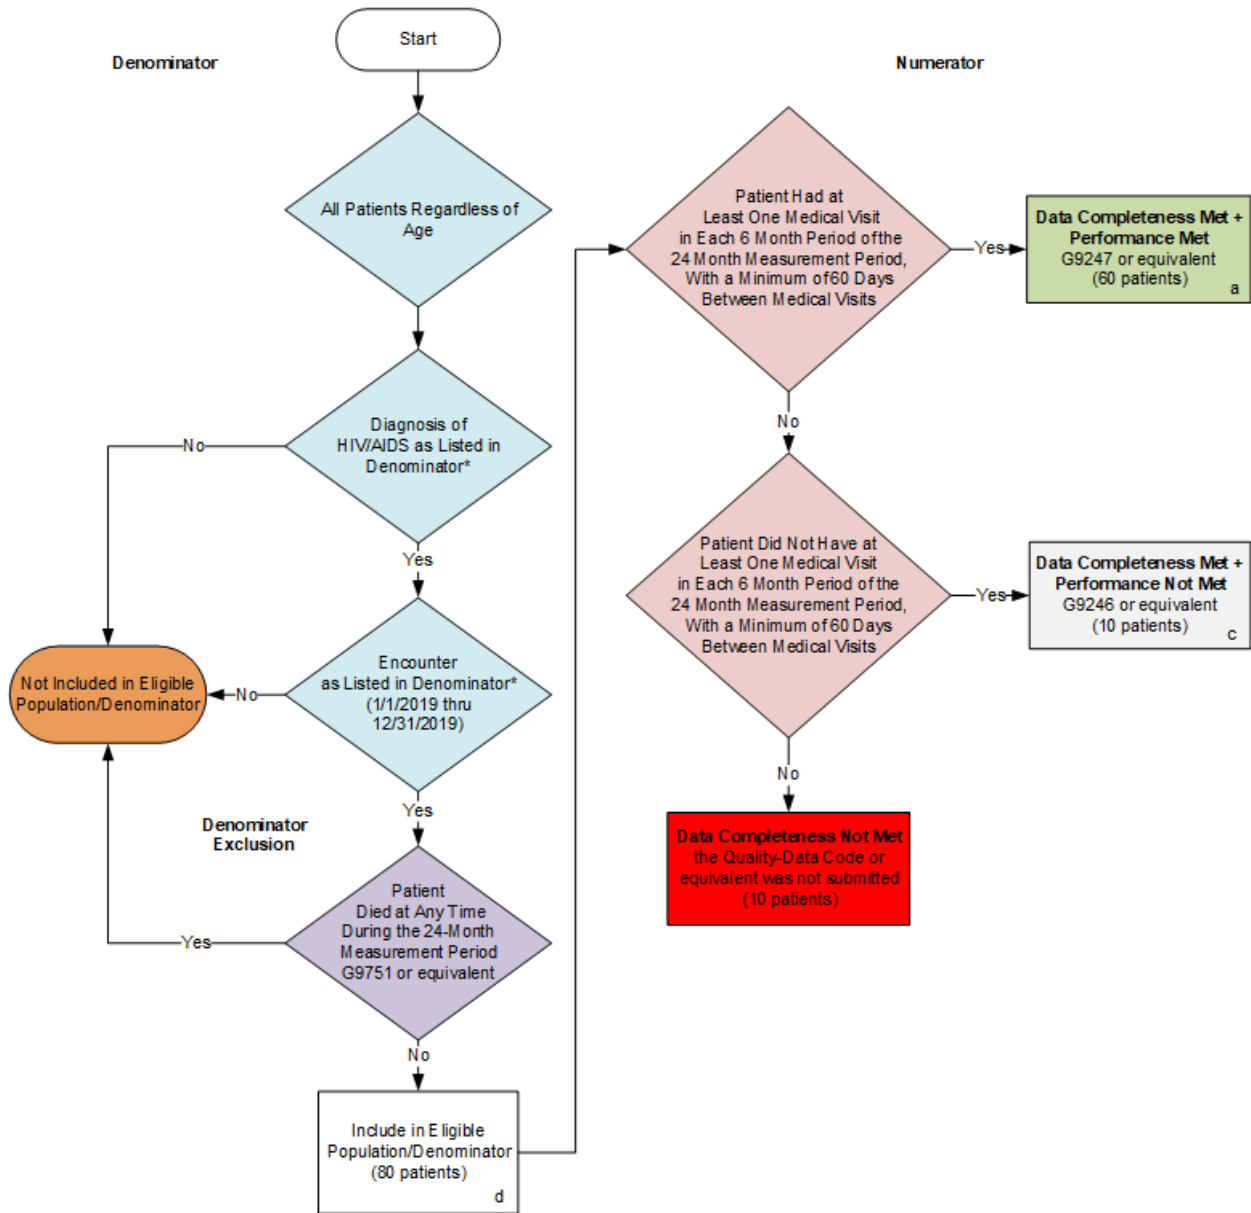 Start
Denominator
Numerator
All Patients Regardless of
Age
Diagnosis of
HIV/AIDS as Listed in
Denominator*
No
Yes
Encounter
as Listed in Denominator*
(1/1/2019 thru
12/31/2019)
No
Not Included in Eligible
Population/Denominator
Yes
Denominator
Exclusion
Patient
Died at Any Time
During the 24-Month
Measurement Period
G9751 or equivalent
Yes
No
Include in Eligible
Population/Denominator
(80 patients)
d
Patient Had at
Least One Medical Visit
in Each 6 Month Period of the
24 Month Measurement Period,
With a Minimum of 60 Days
Between Medical Visits
Yes
Data Completeness Met +
Performance Met
G9247 or equivalent
(60 patients)
a
No
Patient Did Not Have at
Least One Medical Visit
in Each 6 Month Period of the
24 Month Measurement Period,
With a Minimum of 60 Days
Between Medical Visits
Yes
Data Completeness Met +
Performance Not Met
G9246 or equivalent
(10 patients)
c
No
Data Completeness Not Met
the Quality-Data Code or
equivalent was not submitted
(10 patients)